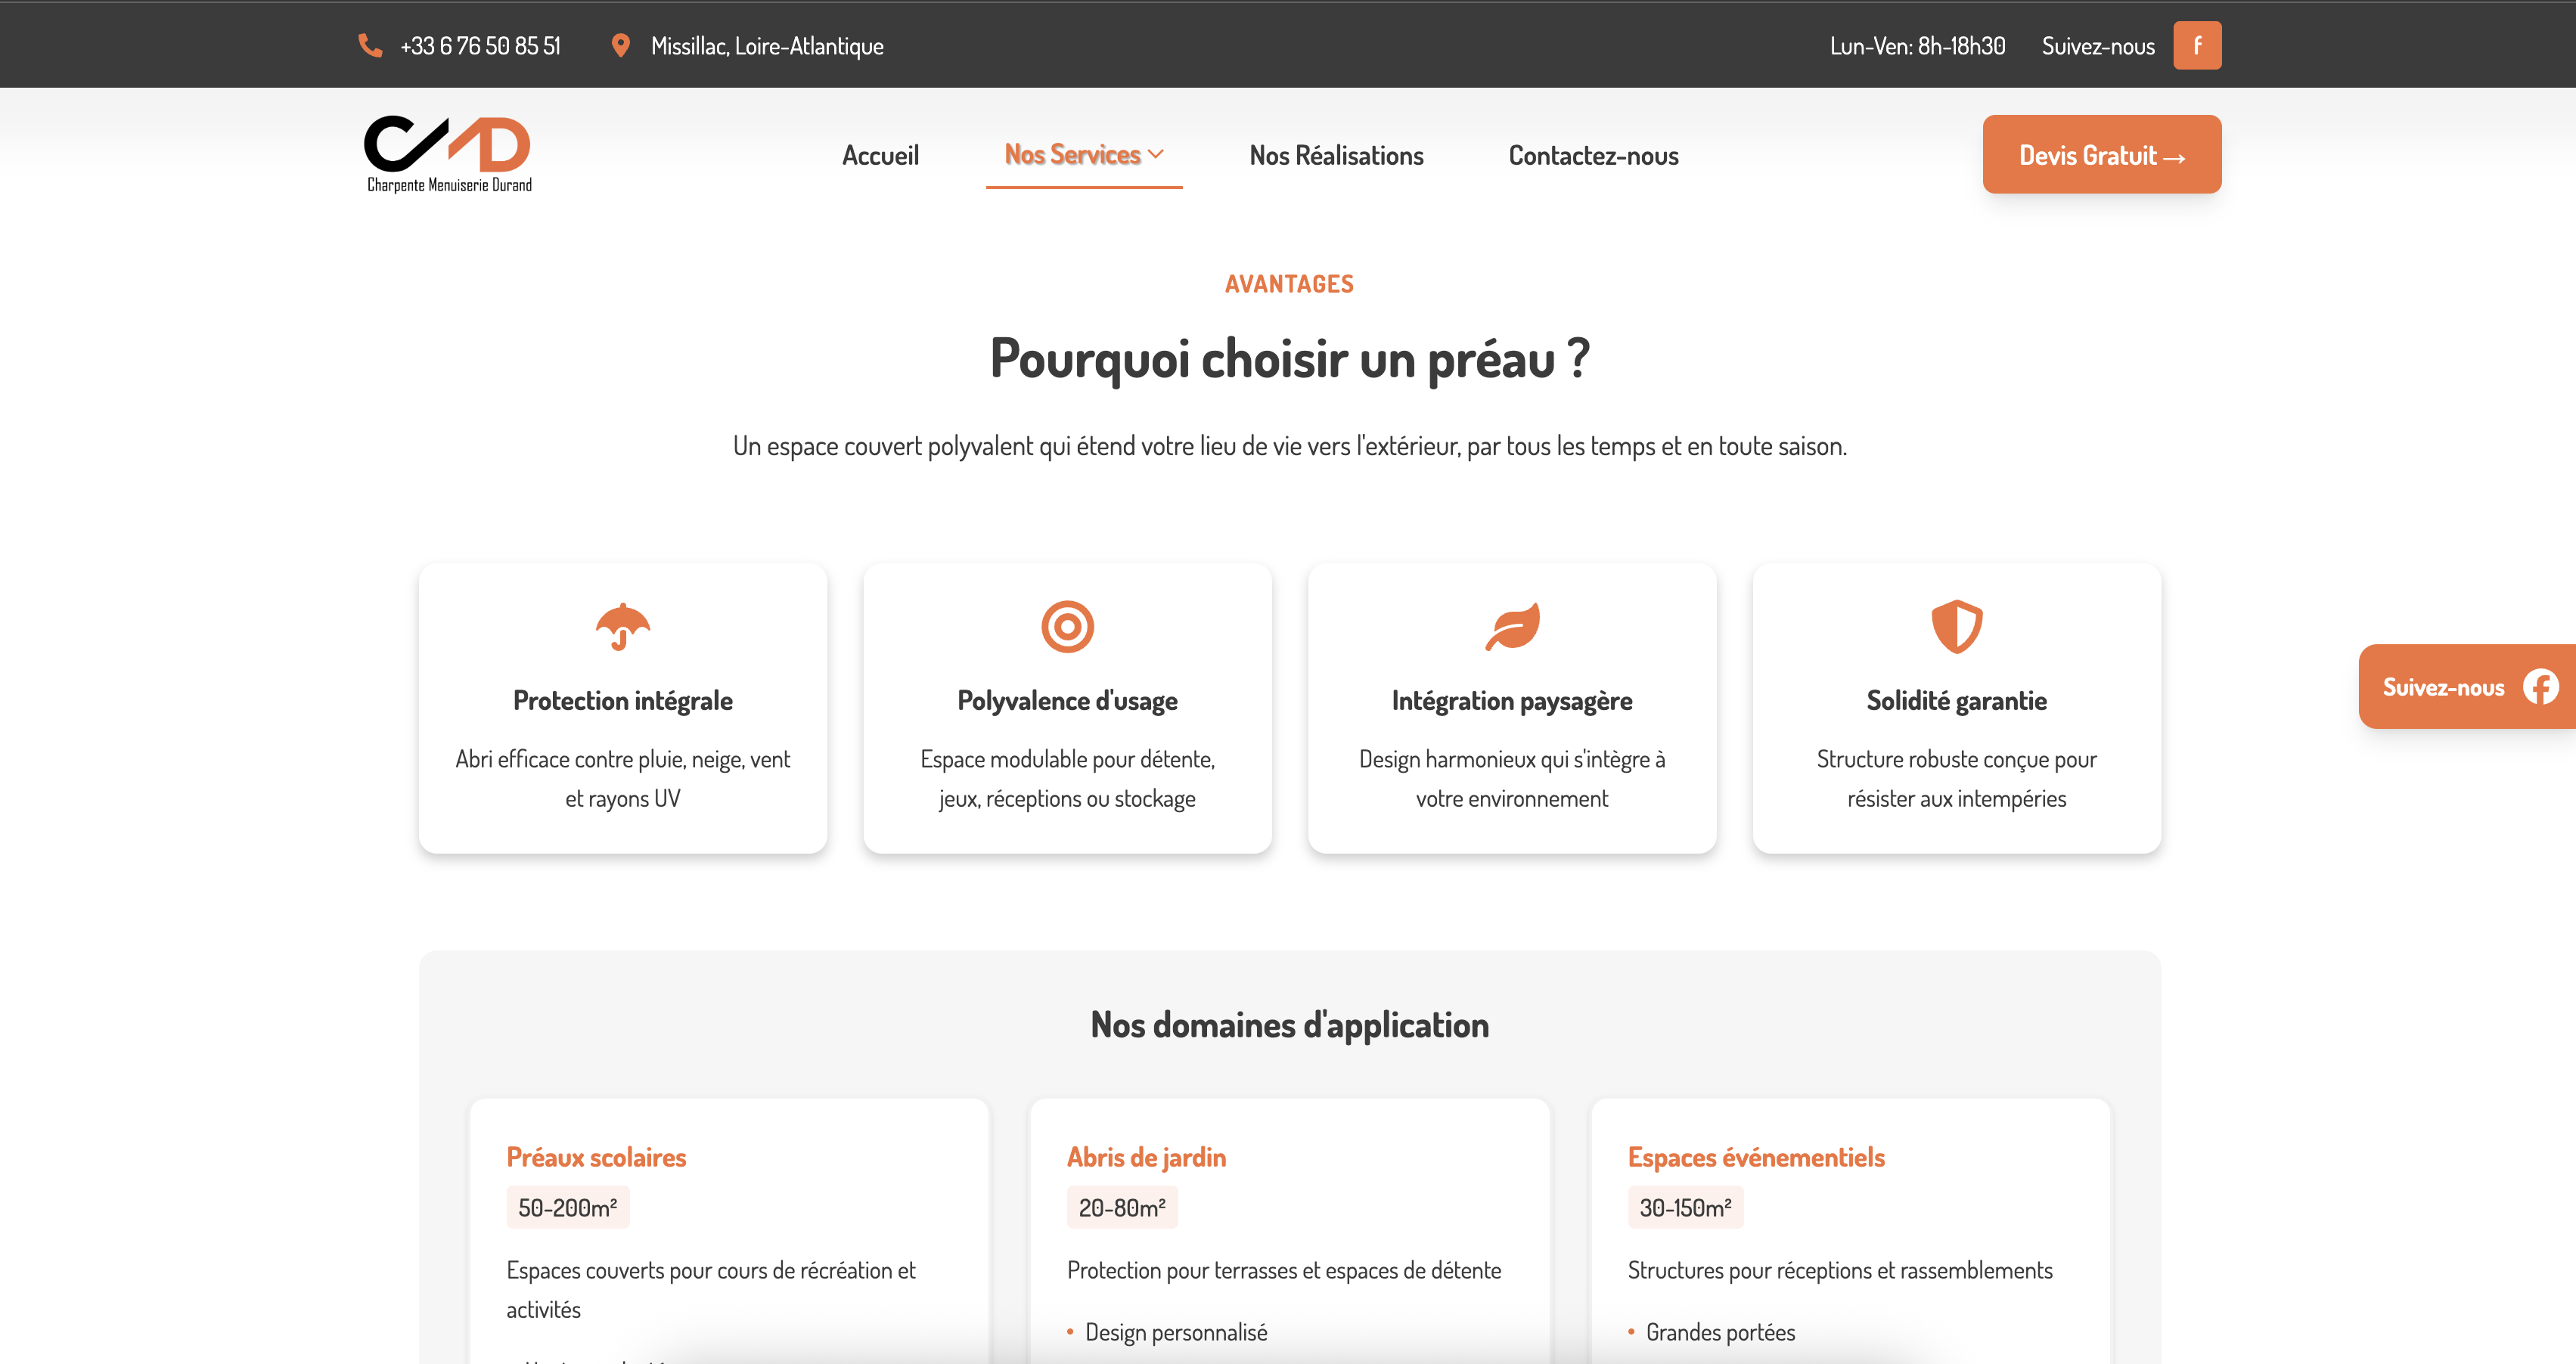 +33 6 76 50 85 51
Missillac, Loire-Atlantique
Lun-Ven: 8h-18h30
Suivez-nous
f
CMD
Charpente Menuiserie Durand
Accueil
Nos Services
Nos Réalisations
Contactez-nous
Devis Gratuit →
AVANTAGES
Pourquoi choisir un préau ?
Un espace couvert polyvalent qui étend votre lieu de vie vers l'extérieur, par tous les temps et en toute saison.
Protection intégrale
Abri efficace contre pluie, neige, vent
et rayons UV
Polyvalence d'usage
Espace modulable pour détente,
jeux, réceptions ou stockage
Intégration paysagère
Design harmonieux qui s'intègre à
votre environnement
Solidité garantie
Structure robuste conçue pour
résister aux intempéries
Suivez-nous
Nos domaines d'application
Préaux scolaires
50-200m²
Espaces couverts pour cours de récréation et
activités
Abris de jardin
20-80m²
Protection pour terrasses et espaces de détente
• Design personnalisé
Espaces événementiels
30-150m²
Structures pour réceptions et rassemblements
• Grandes portées